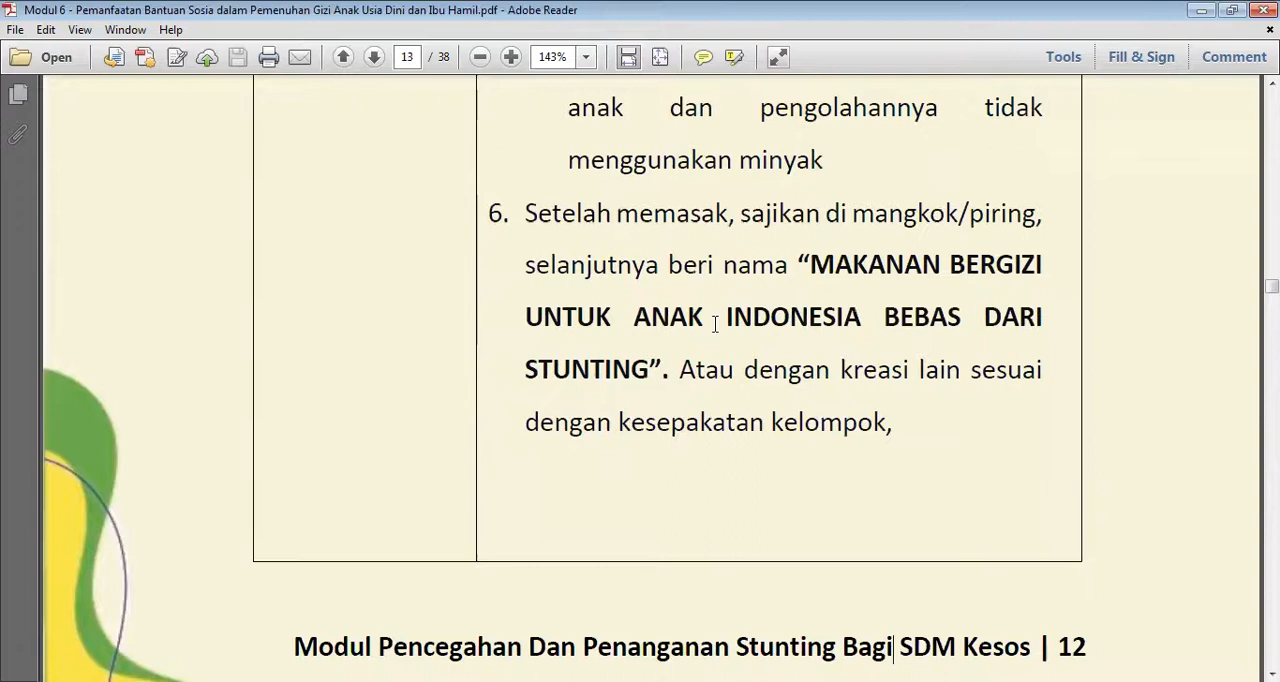 Modul 6 - Pemanfaatan Bantuan Sosia dalam Pemenuhan Gizi Anak Usia Dini dan Ibu Hamil.pdf - Adobe Reader
File Edit View Window Help
Open 13 / 38 143% Tools Fill & Sign Comment
anak dan pengolahannya tidak
menggunakan minyak
6. Setelah memasak, sajikan di mangkok/piring,
selanjutnya beri nama “MAKANAN BERGIZI
UNTUK ANAK INDONESIA BEBAS DARI
STUNTING”. Atau dengan kreasi lain sesuai
dengan kesepakatan kelompok,
Modul Pencegahan Dan Penanganan Stunting Bagi SDM Kesos | 12